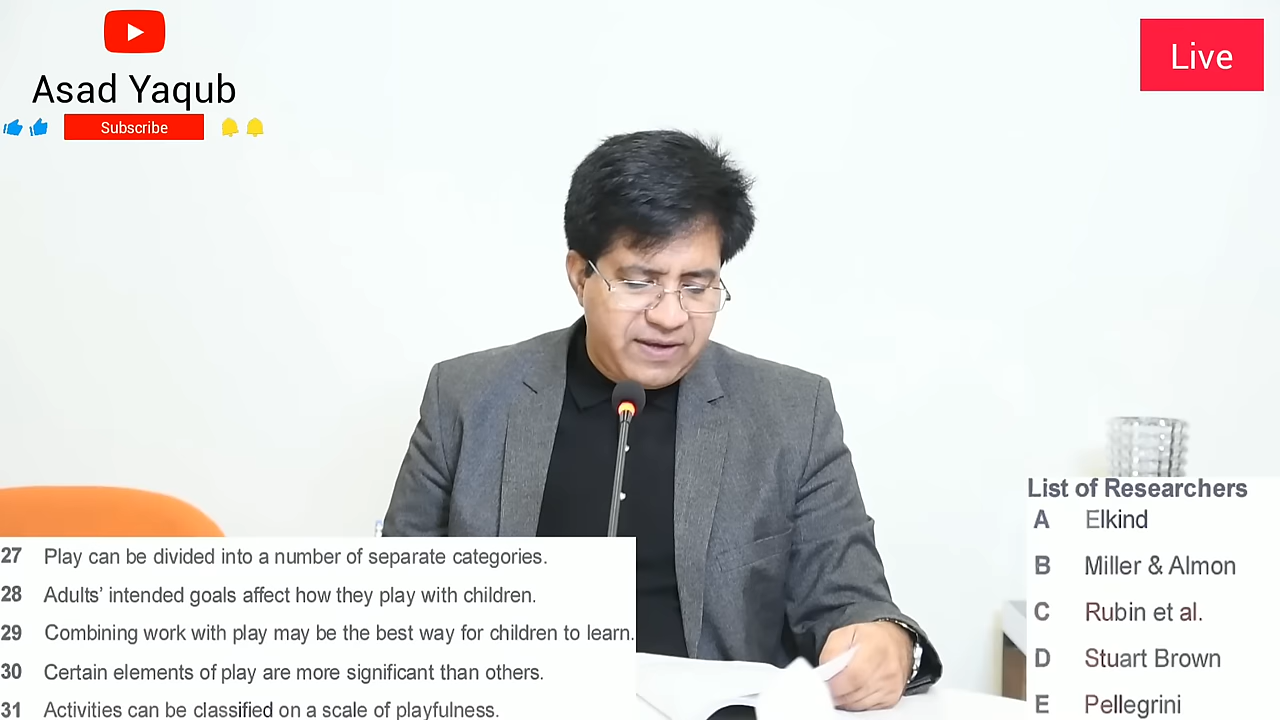 Asad Yaqub
Subscribe
Live
27 Play can be divided into a number of separate categories.
28 Adults’ intended goals affect how they play with children.
29 Combining work with play may be the best way for children to learn.
30 Certain elements of play are more significant than others.
31 Activities can be classified on a scale of playfulness.
List of Researchers
A Elkind
B Miller & Almon
C Rubin et al.
D Stuart Brown
E Pellegrini